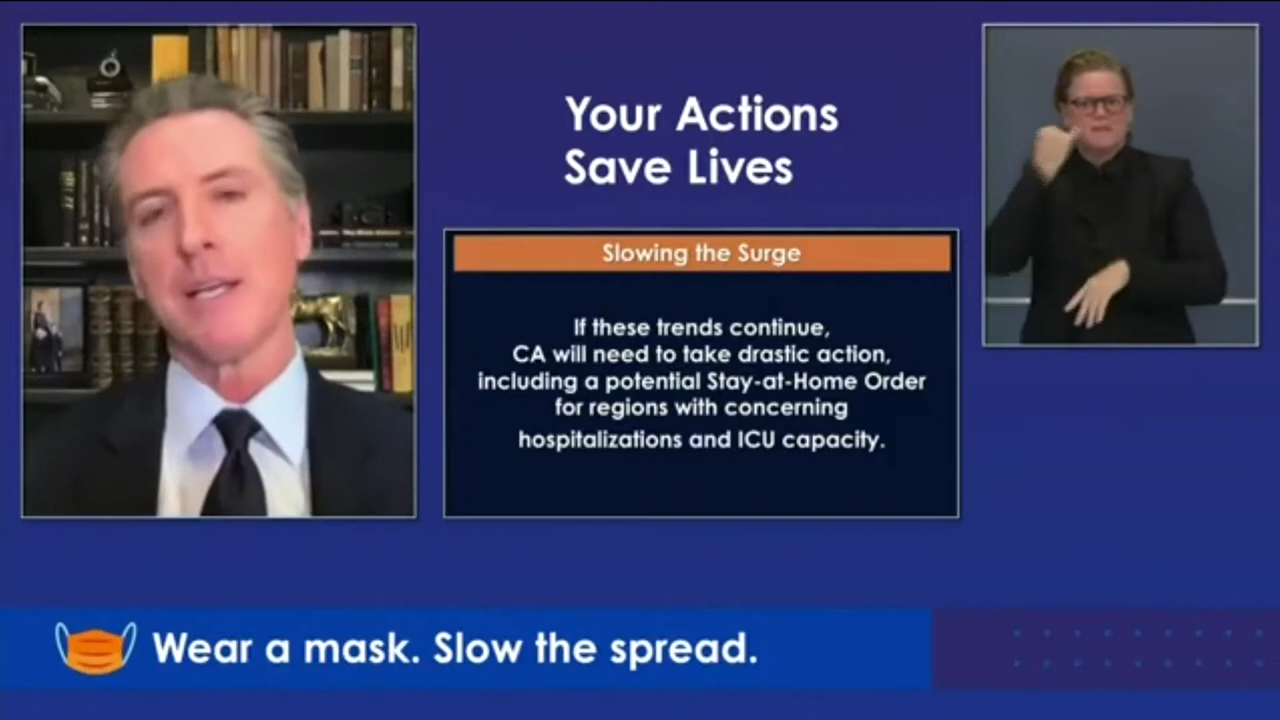 Your Actions
Save Lives
Slowing the Surge
If these trends continue,
CA will need to take drastic action,
including a potential Stay-at-Home Order
for regions with concerning
hospitalizations and ICU capacity.
Wear a mask. Slow the spread.